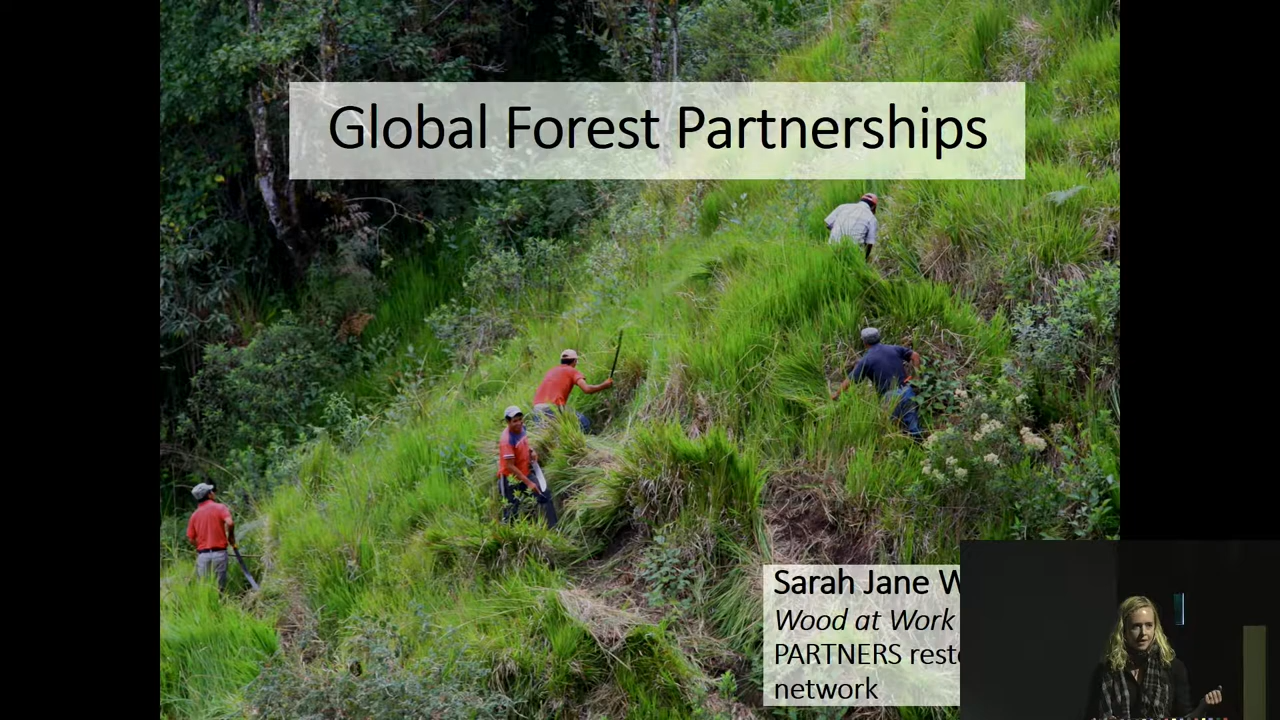 Global Forest Partnerships
Sarah Jane
Wood at Work
PARTNERS
network